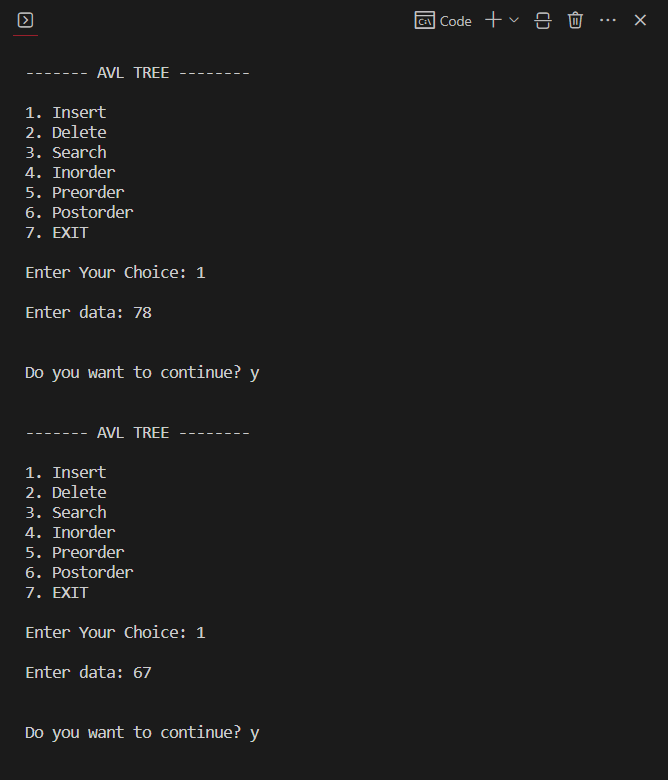 Code
------- AVL TREE --------
1. Insert
2. Delete
3. Search
4. Inorder
5. Preorder
6. Postorder
7. EXIT
Enter Your Choice: 1
Enter data: 78
Do you want to continue? y
------- AVL TREE --------
1. Insert
2. Delete
3. Search
4. Inorder
5. Preorder
6. Postorder
7. EXIT
Enter Your Choice: 1
Enter data: 67
Do you want to continue? y